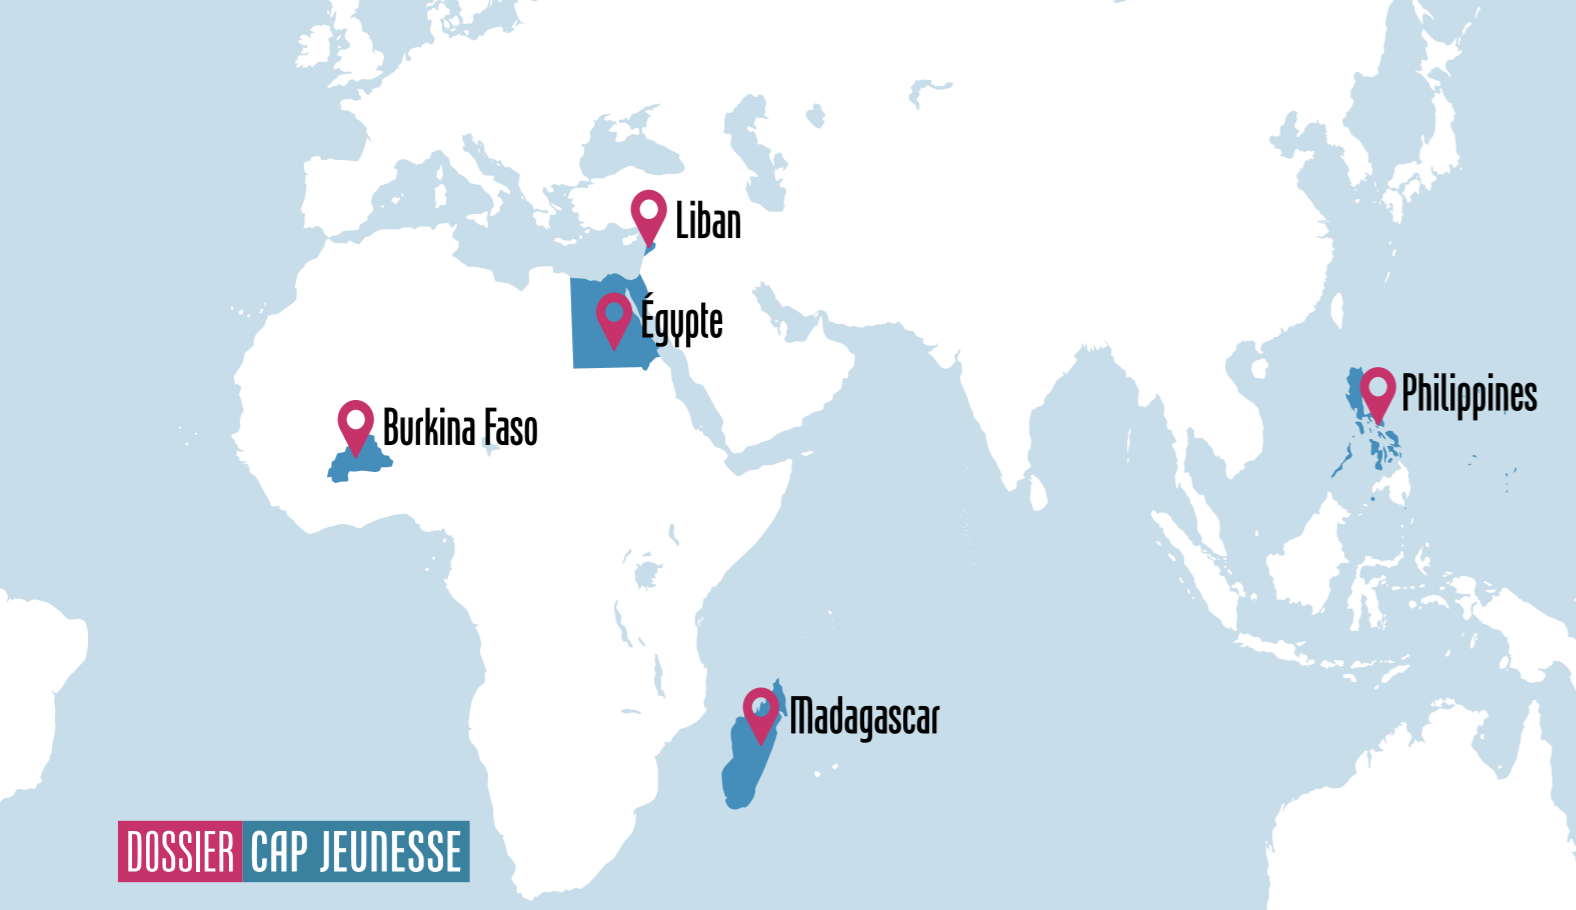 Liban
Égypte
Philippines
Burkina Faso
Madagascar
DOSSIER CAP JEUNESSE